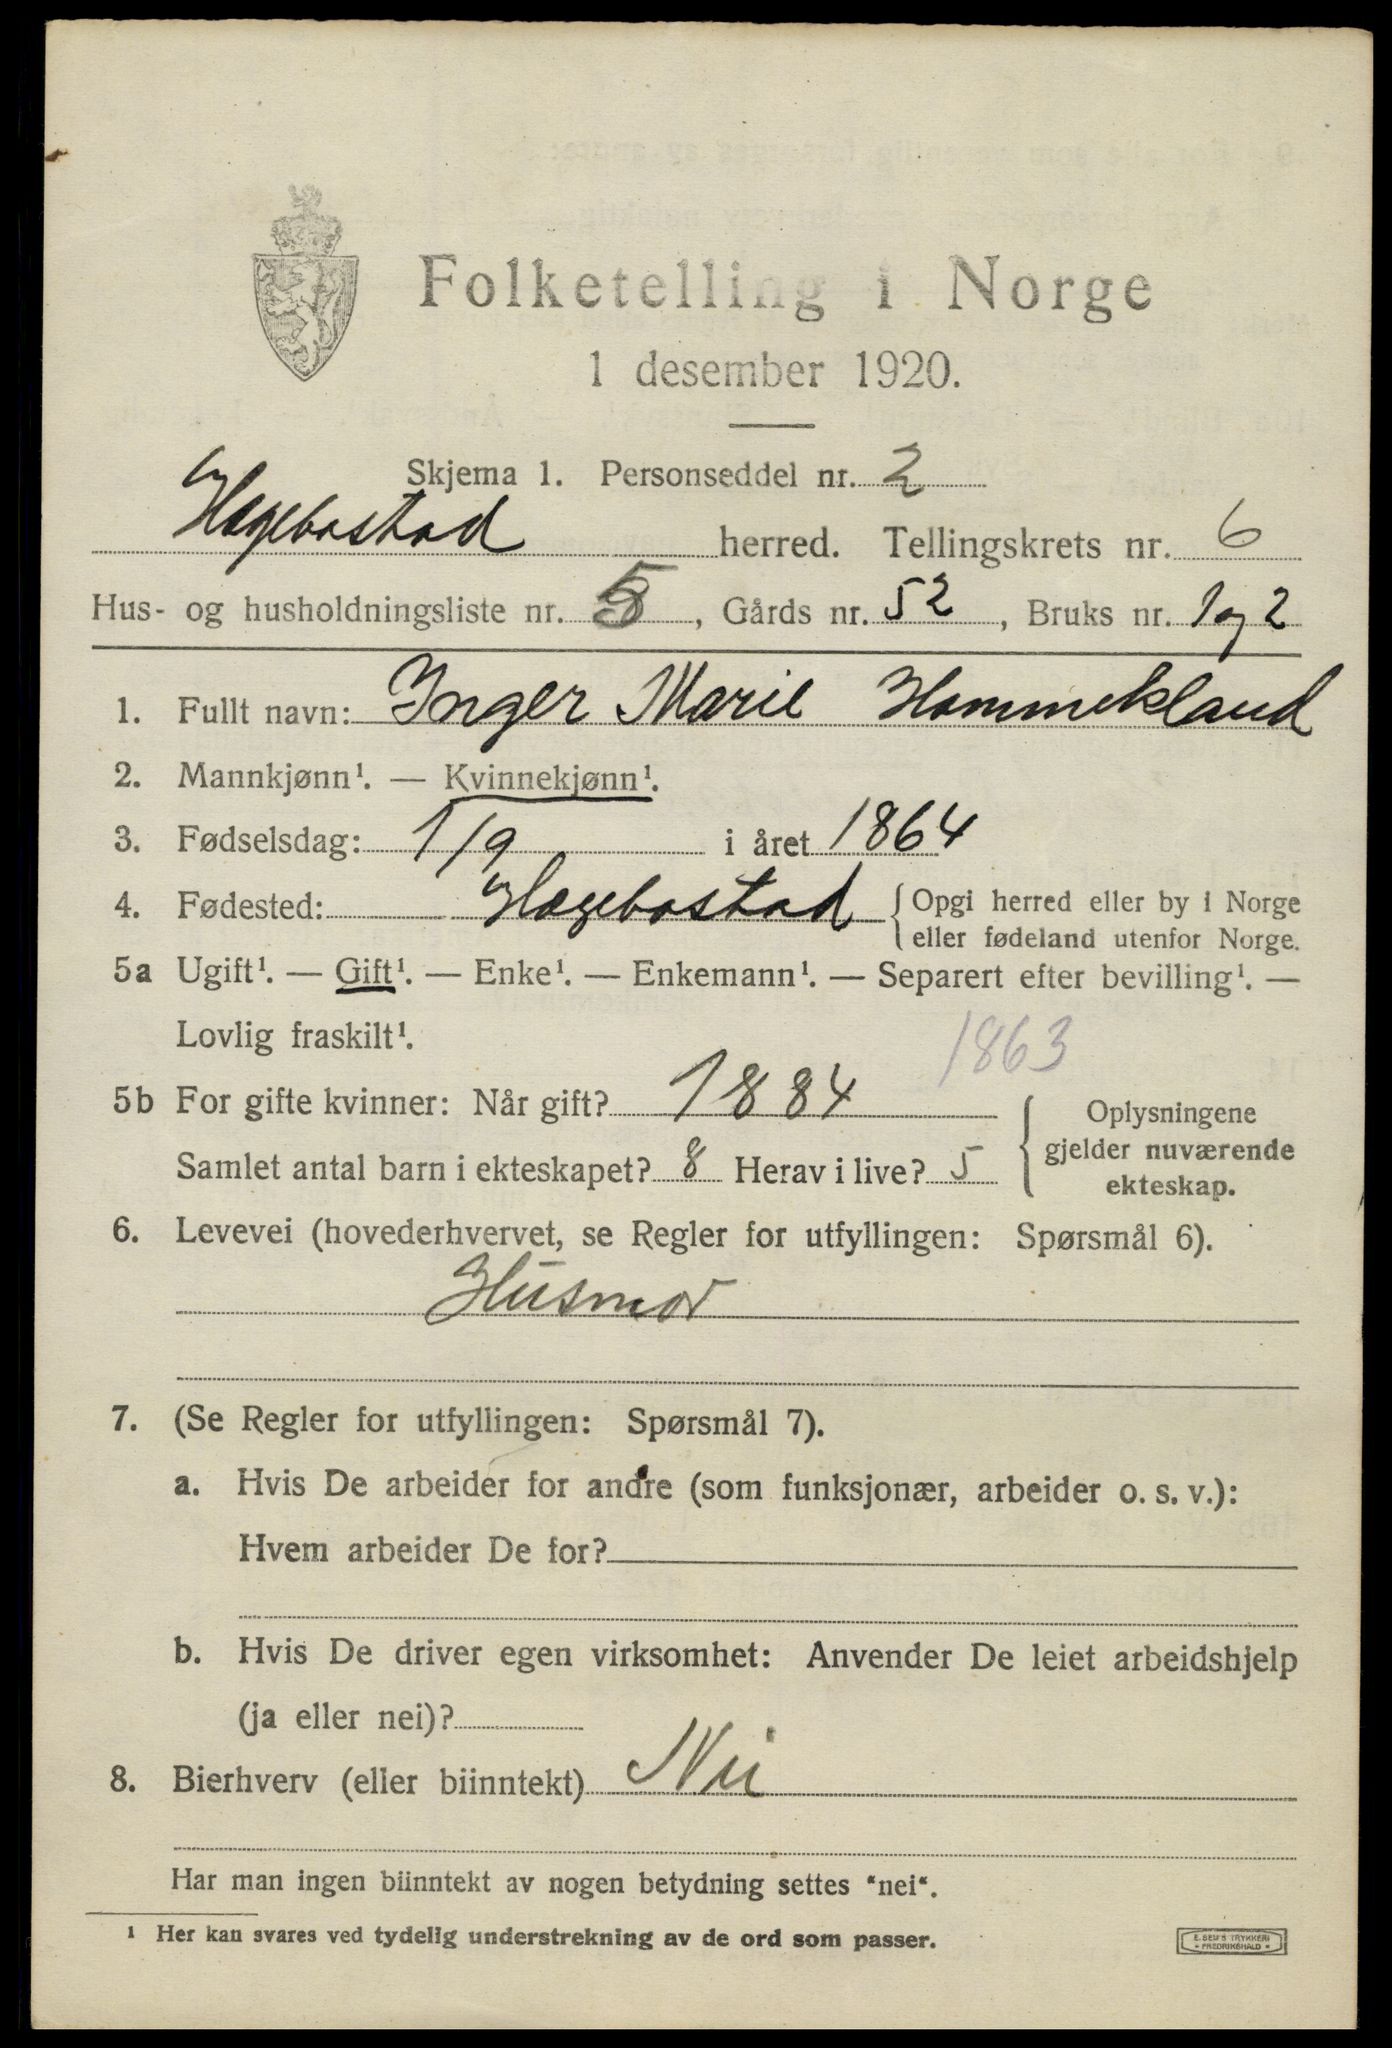 Folketelling i Norge
1 desember 1920.
Skjema 1. Personseddel nr. 2
Hægebostad herred. Tellingskrets nr. 6
Hus- og husholdningsliste nr. 5, Gårds nr. 52, Bruks nr. 1 og 2
1. Fullt navn: Inger Marie Hommekland
2. Mannkjønn¹. — Kvinnekjønn¹.
3. Fødselsdag: 1/9 i året 1864
4. Fødested: Hægebostad { Opgi herred eller by i Norge
eller fødeland utenfor Norge.
5a Ugift¹. — Gift¹. — Enke¹. — Enkemann¹. — Separert efter bevilling¹. —
Lovlig fraskilt¹.
1863
5b For gifte kvinner: Når gift? 1884
Samlet antal barn i ekteskapet? 8 Herav i live? 5
{ Oplysningene
gjelder nuværende
ekteskap.
6. Levevei (hovederhvervet, se Regler for utfyllingen: Spørsmål 6).
Husmor
7. (Se Regler for utfyllingen: Spørsmål 7).
a. Hvis De arbeider for andre (som funksjonær, arbeider o. s. v.):
Hvem arbeider De for?
b. Hvis De driver egen virksomhet: Anvender De leiet arbeidshjelp
(ja eller nei)?
8. Bierhverv (eller biinntekt) Nei
Har man ingen biinntekt av nogen betydning settes "nei".
¹ Her kan svares ved tydelig understrekning av de ord som passer.
E. SEM'S TRYKKERI
* FREDRIKSHALD *